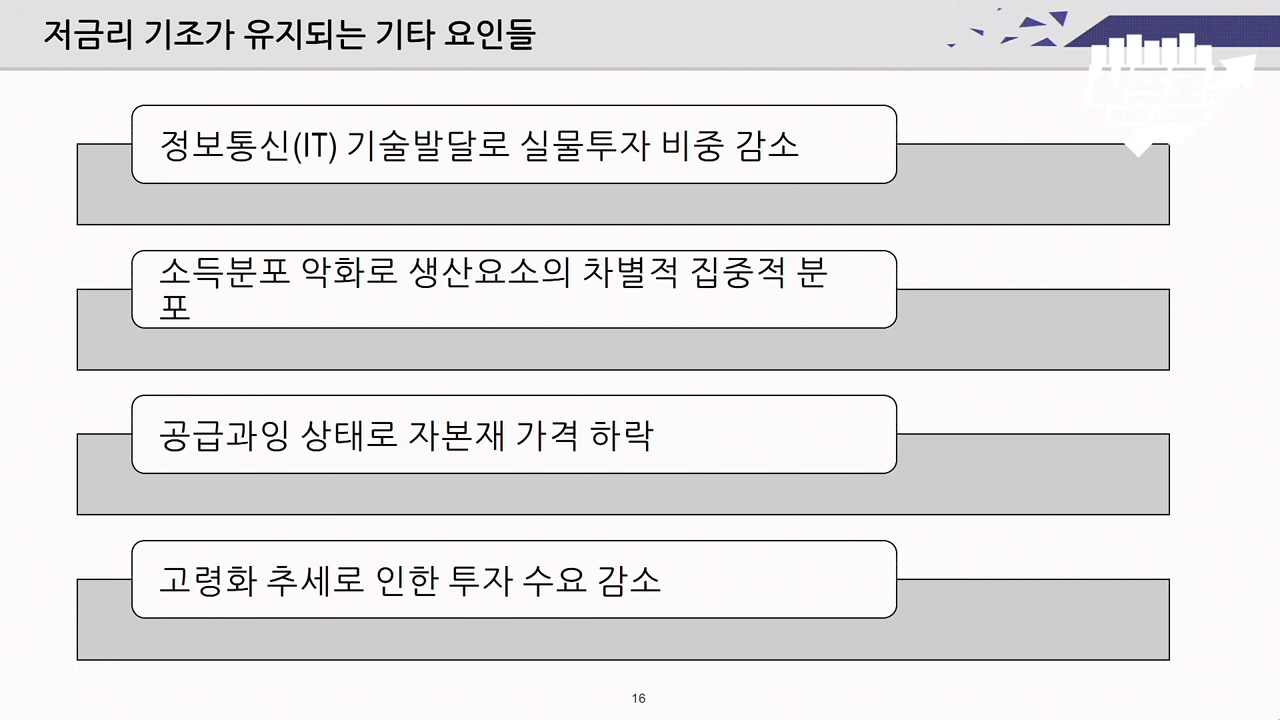 저금리 기조가 유지되는 기타 요인들
정보통신(IT) 기술발달로 실물투자 비중 감소
소득분포 악화로 생산요소의 차별적 집중적 분
포
공급과잉 상태로 자본재 가격 하락
고령화 추세로 인한 투자 수요 감소
16